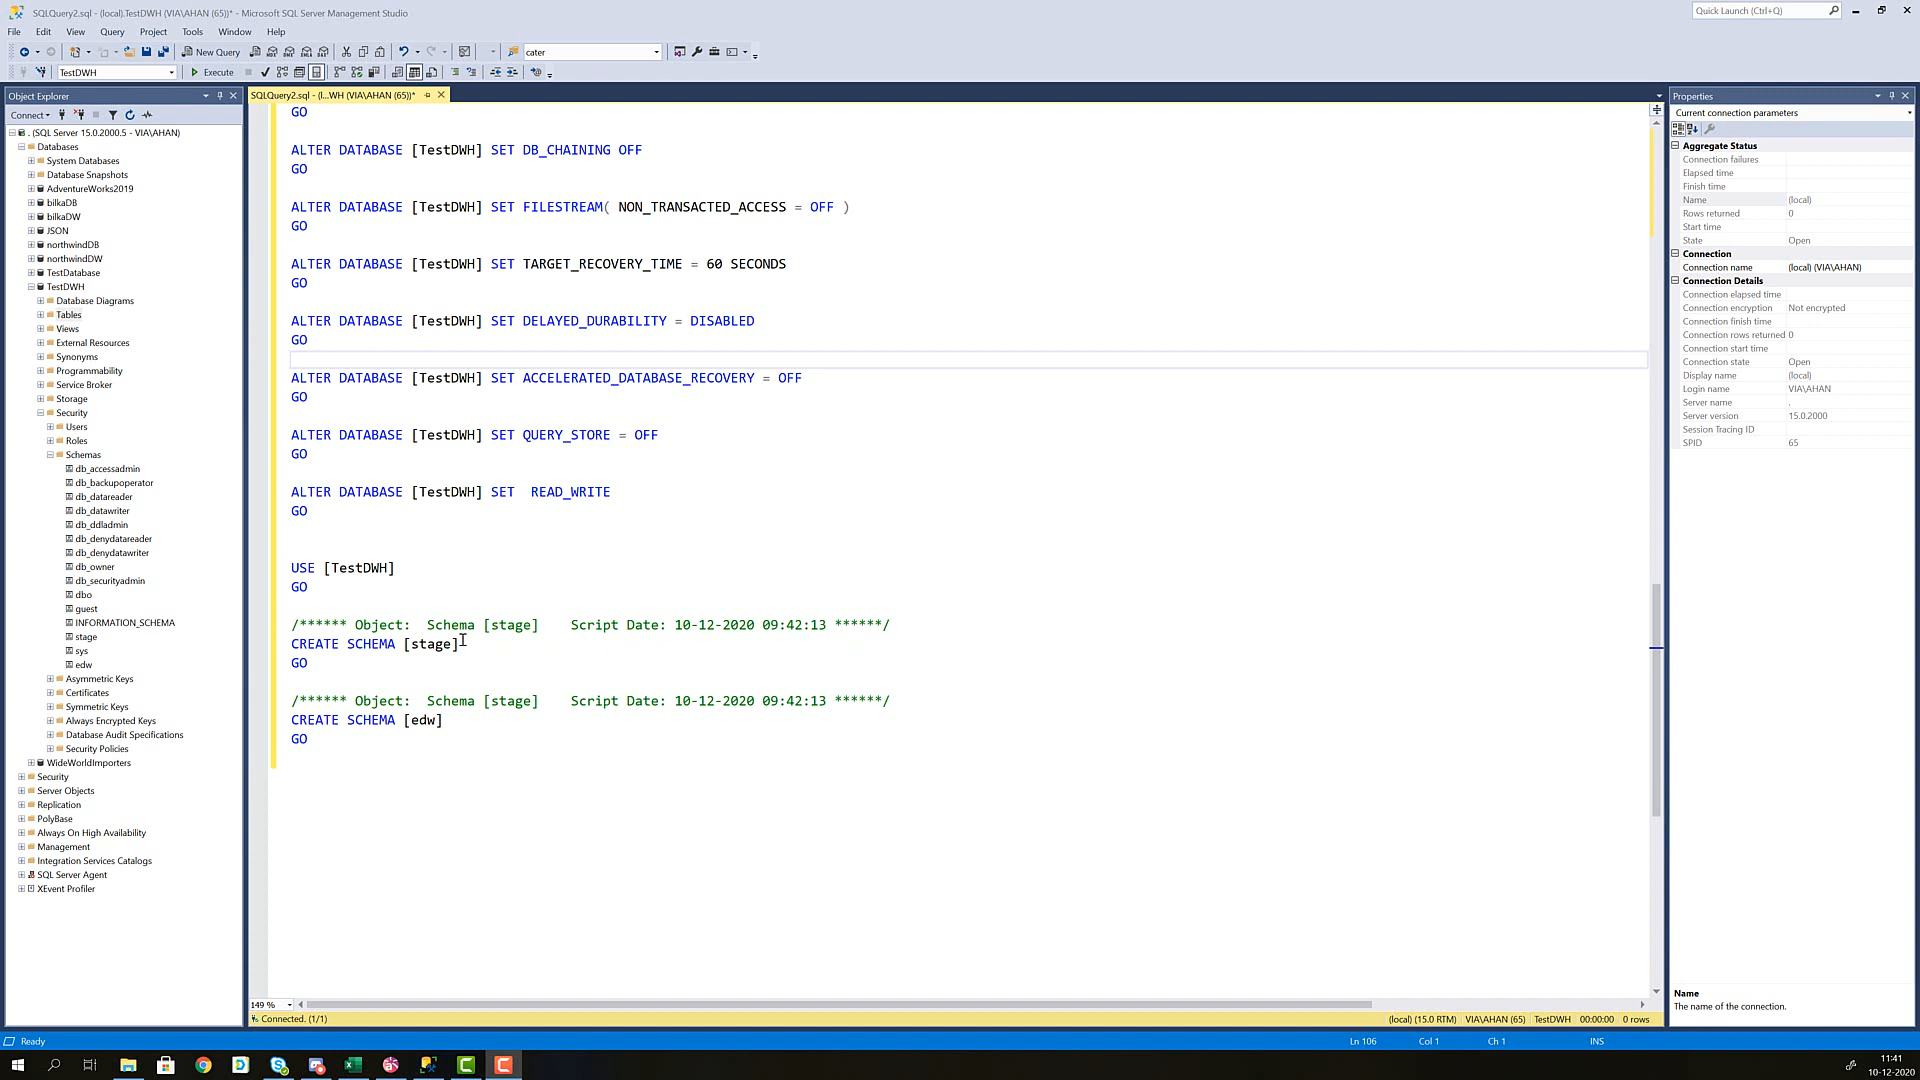 SQLQuery2.sql - (local).TestDWH (VIA\AHAN (65))* - Microsoft SQL Server Management Studio
Quick Launch (Ctrl+Q)
File Edit View Query Project Tools Window Help
New Query
cater
TestDWH
Execute
Object Explorer
SQLQuery2.sql - (l...WH (VIA\AHAN (65))*
Properties
Connect
. (SQL Server 15.0.2000.5 - VIA\AHAN)
Databases
System Databases
Database Snapshots
AdventureWorks2019
bilkaDB
bilkaDW
JSON
northwindDB
northwindDW
TestDatabase
TestDWH
Database Diagrams
Tables
Views
External Resources
Synonyms
Programmability
Service Broker
Storage
Security
Users
Roles
Schemas
db_accessadmin
db_backupoperator
db_datareader
db_datawriter
db_ddladmin
db_denydatareader
db_denydatawriter
db_owner
db_securityadmin
dbo
guest
INFORMATION_SCHEMA
stage
sys
edw
Asymmetric Keys
Certificates
Symmetric Keys
Always Encrypted Keys
Database Audit Specifications
Security Policies
WideWorldImporters
Security
Server Objects
Replication
PolyBase
Always On High Availability
Management
Integration Services Catalogs
SQL Server Agent
XEvent Profiler
GO
ALTER DATABASE [TestDWH] SET DB_CHAINING OFF
GO
ALTER DATABASE [TestDWH] SET FILESTREAM( NON_TRANSACTED_ACCESS = OFF )
GO
ALTER DATABASE [TestDWH] SET TARGET_RECOVERY_TIME = 60 SECONDS
GO
ALTER DATABASE [TestDWH] SET DELAYED_DURABILITY = DISABLED
GO
ALTER DATABASE [TestDWH] SET ACCELERATED_DATABASE_RECOVERY = OFF
GO
ALTER DATABASE [TestDWH] SET QUERY_STORE = OFF
GO
ALTER DATABASE [TestDWH] SET  READ_WRITE
GO
USE [TestDWH]
GO
/****** Object:  Schema [stage]    Script Date: 10-12-2020 09:42:13 ******/
CREATE SCHEMA [stage]
GO
/****** Object:  Schema [stage]    Script Date: 10-12-2020 09:42:13 ******/
CREATE SCHEMA [edw]
GO
149 %
Connected. (1/1)
(local) (15.0 RTM) VIA\AHAN (65) TestDWH 00:00:00 0 rows
Current connection parameters
Aggregate Status
Connection failures
Elapsed time
Finish time
Name (local)
Rows returned 0
Start time
State Open
Connection
Connection name (local) (VIA\AHAN)
Connection Details
Connection elapsed time
Connection encryption Not encrypted
Connection finish time
Connection rows returned 0
Connection start time
Connection state Open
Display name (local)
Login name VIA\AHAN
Server name .
Server version 15.0.2000
Session Tracing ID
SPID 65
Name
The name of the connection.
Ready
Ln 106 Col 1 Ch 1 INS
11:41
10-12-2020